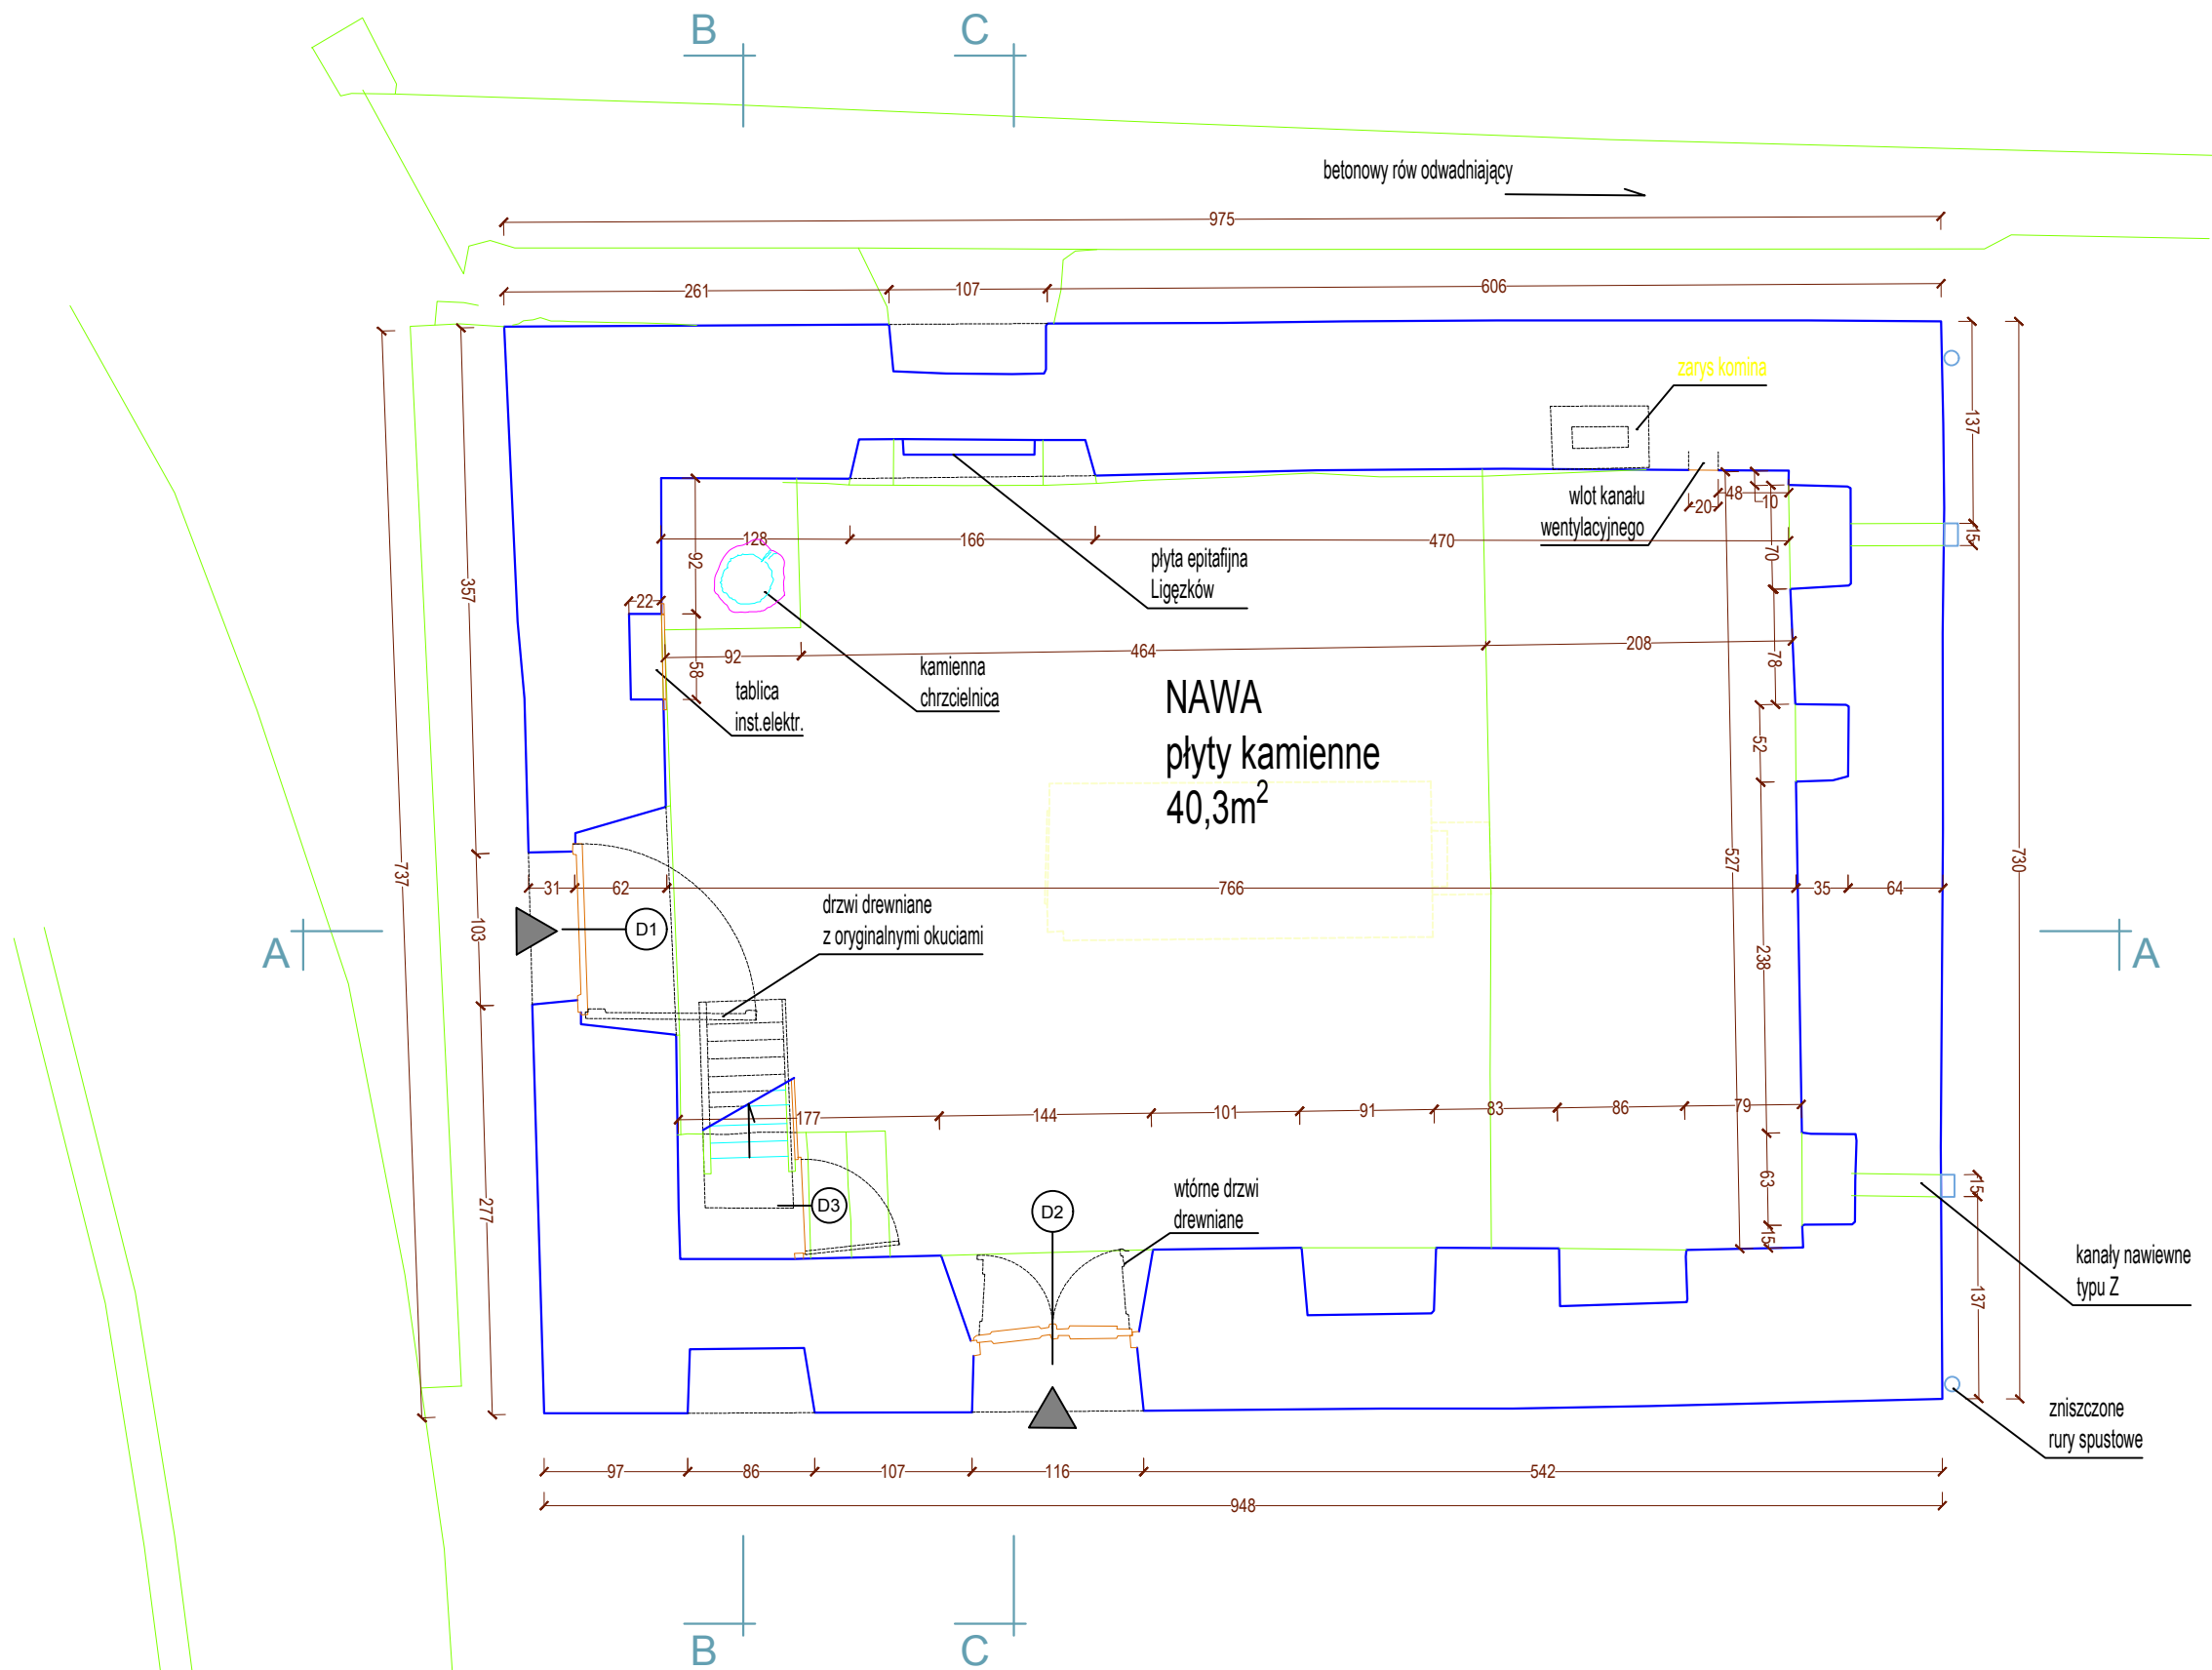 B
C
betonowy rów odwadniający
975
261
107
606
zarys komina
137
15
730
wlot kanału
wentylacyjnego
20
48
10
70
128
166
470
92
22
58
357
737
płyta epitafijna
Ligęzków
kamienna
chrzcielnica
tablica
inst.elektr.
92
464
208
78
52
NAWA
płyty kamienne
40,3m²
527
31
62
766
35
64
drzwi drewniane
z oryginalnymi okuciami
D1
103
A
A
238
177
144
101
91
83
86
79
277
D3
D2
wtórne drzwi
drewniane
63
15
15
137
kanały nawiewne
typu Z
zniszczone
rury spustowe
97
86
107
116
542
948
B
C